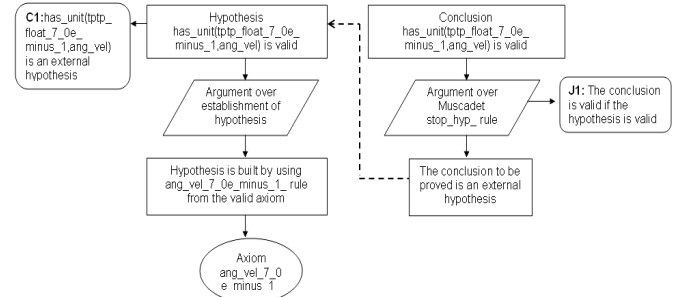 C1:has_unit(tptp_
float_7_0e_
minus_1,ang_vel)
is an external
hypothesis
Hypothesis
has_unit(tptp_float_7_0e_
minus_1,ang_vel) is valid
Conclusion
has_unit(tptp_float_7_0e_
minus_1,ang_vel) is valid
Argument over
establishment of
hypothesis
Argument over
Muscadet
stop_hyp_ rule
J1: The conclusion
is valid if the
hypothesis is valid
Hypothesis is built by using
ang_vel_7_0e_minus_1_ rule
from the valid axiom
The conclusion to be
proved is an external
hypothesis
Axiom
ang_vel_7_0
e_minus_1